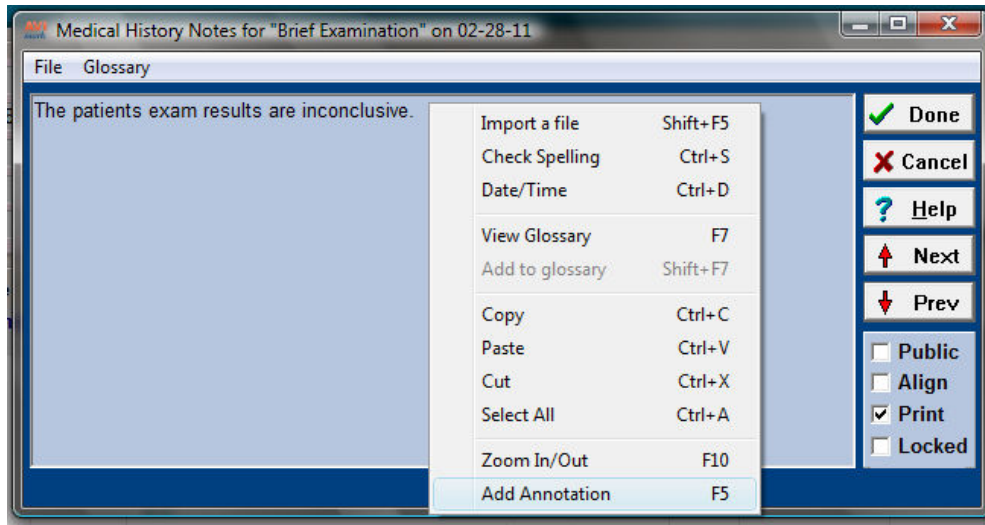 Medical History Notes for "Brief Examination" on 02-28-11
File Glossary
The patients exam results are inconclusive.
Import a file Shift+F5
Check Spelling Ctrl+S
Date/Time Ctrl+D
View Glossary F7
Add to glossary Shift+F7
Copy Ctrl+C
Paste Ctrl+V
Cut Ctrl+X
Select All Ctrl+A
Zoom In/Out F10
Add Annotation F5
Done
Cancel
Help
Next
Prev
Public
Align
Print
Locked